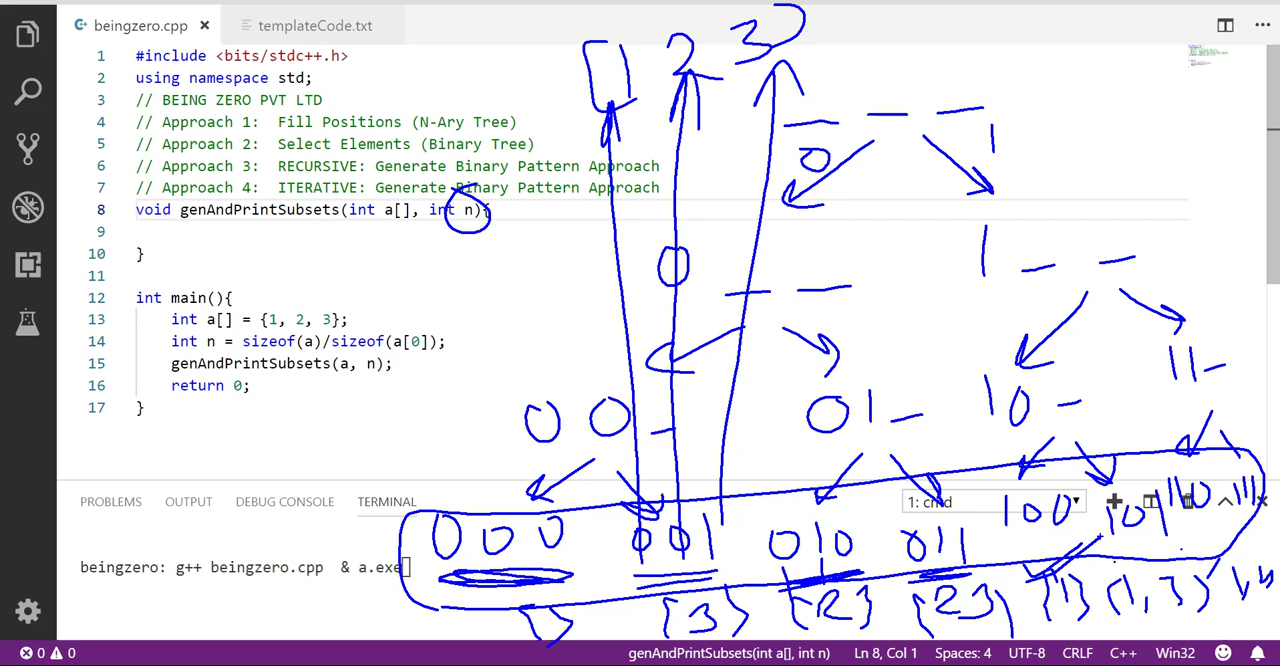 beingzero.cpp × templateCode.txt
1 #include <bits/stdc++.h>
2 using namespace std;
3 // BEING ZERO PVT LTD
4 // Approach 1: Fill Positions (N-Ary Tree)
5 // Approach 2: Select Elements (Binary Tree)
6 // Approach 3: RECURSIVE: Generate Binary Pattern Approach
7 // Approach 4: ITERATIVE: Generate Binary Pattern Approach
8 void genAndPrintSubsets(int a[], int n){
9
10 }
11
12 int main(){
13 int a[] = {1, 2, 3};
14 int n = sizeof(a)/sizeof(a[0]);
15 genAndPrintSubsets(a, n);
16 return 0;
17 }
2 3
_ _ _
0 1
1 _ _
0 _ _
0 0 _ 01 _ 10 - 11-
PROBLEMS OUTPUT DEBUG CONSOLE TERMINAL 1: cmd
000 001 010 011 100 101 110 111
beingzero: g++ beingzero.cpp & a.exe
{} {3} {2} {23} {1} {1,3}
0 0 genAndPrintSubsets(int a[], int n) Ln 8, Col 1 Spaces: 4 UTF-8 CRLF C++ Win32